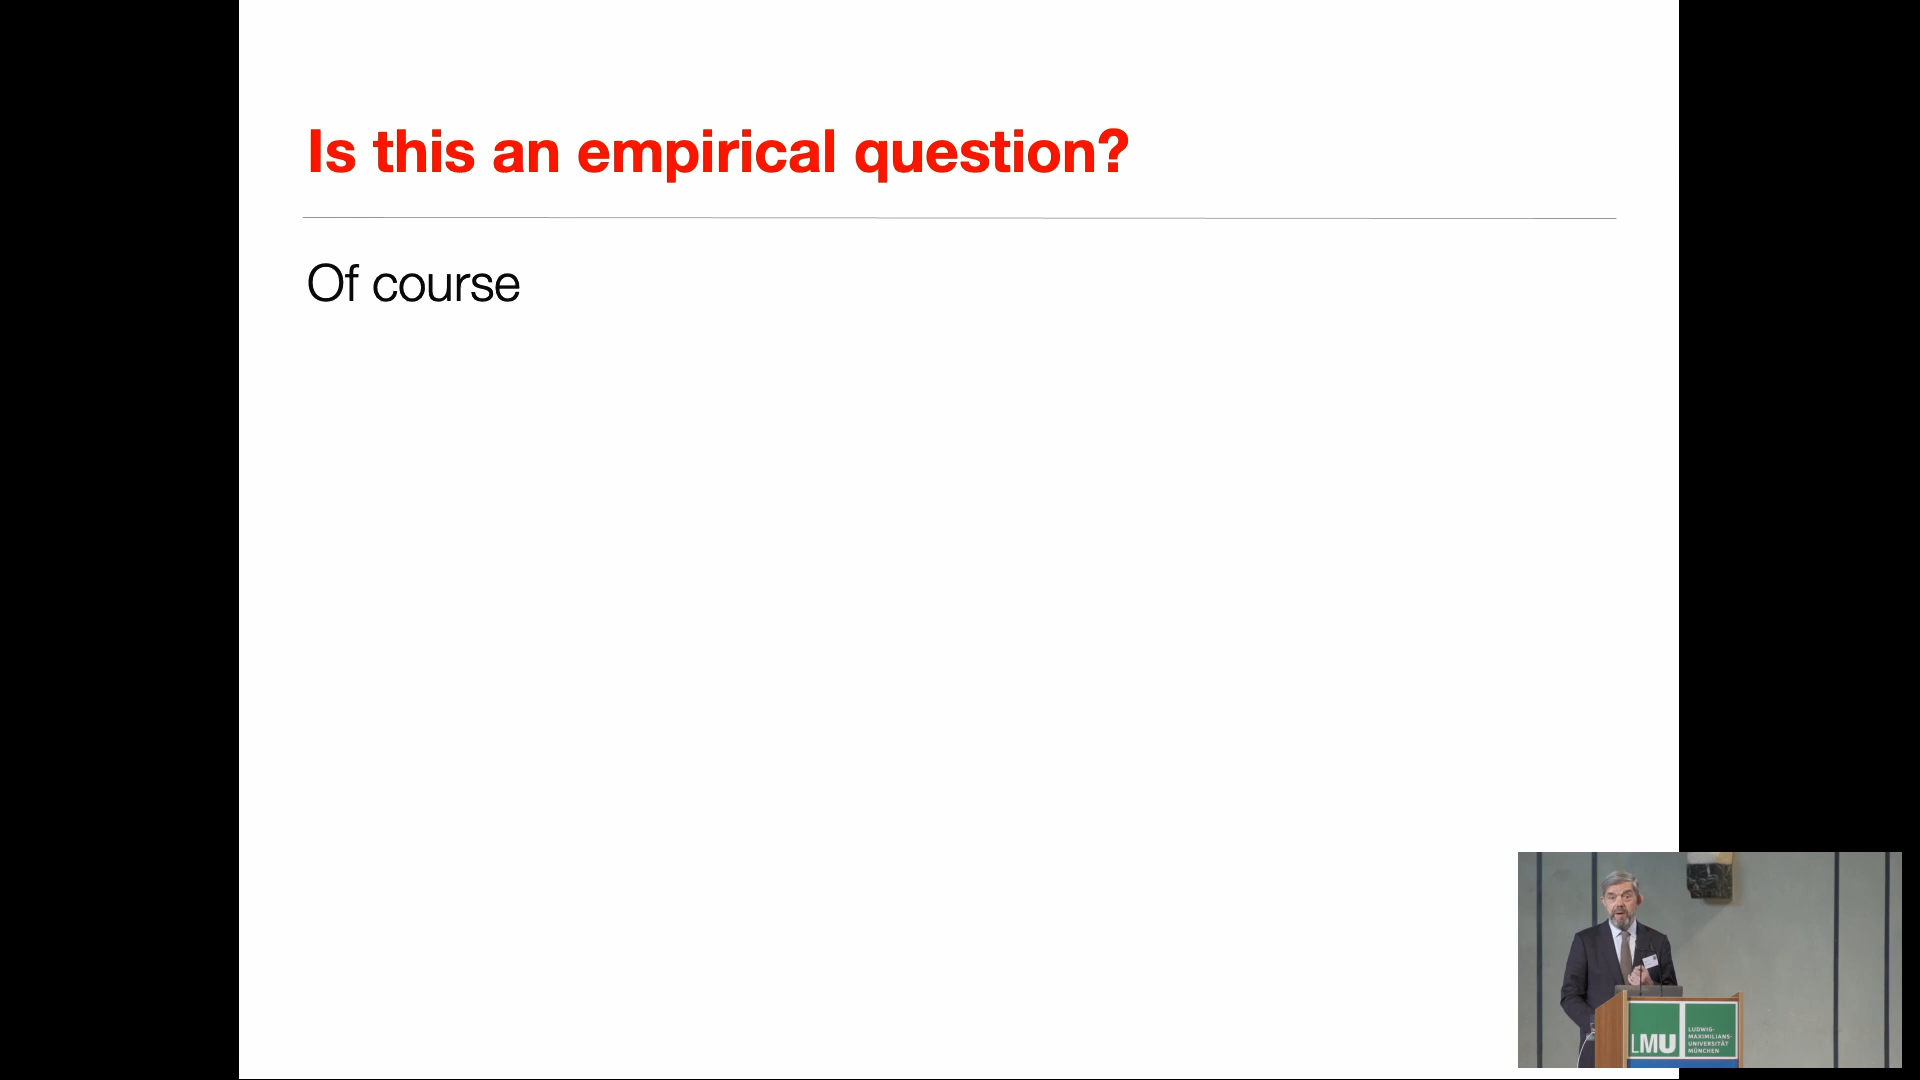 Is this an empirical question?
Of course
LMU
LUDWIG-
MAXIMILIANS-
UNIVERSITÄT
MÜNCHEN